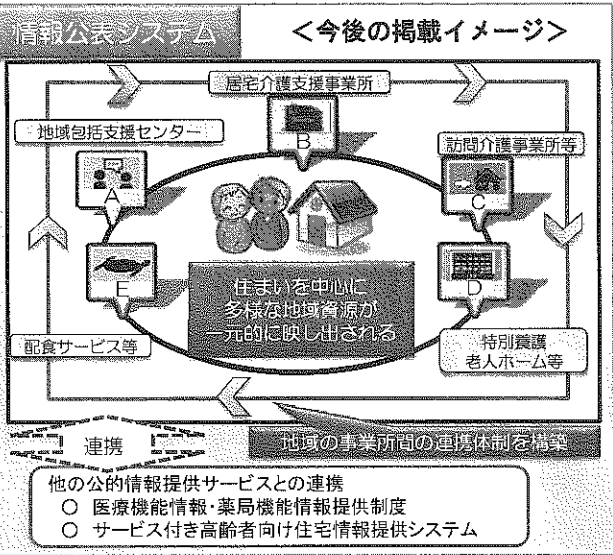 情報公表システム
＜今後の掲載イメージ＞
居宅介護支援事業所
B
地域包括支援センター
A
訪問介護事業所等
C
住まいを中心に
多様な地域資源が
一元的に映し出される
E
D
配食サービス等
特別養護
老人ホーム等
連携
地域の事業所間の連携体制を構築
他の公的情報提供サービスとの連携
○ 医療機能情報・薬局機能情報提供制度
○ サービス付き高齢者向け住宅情報提供システム